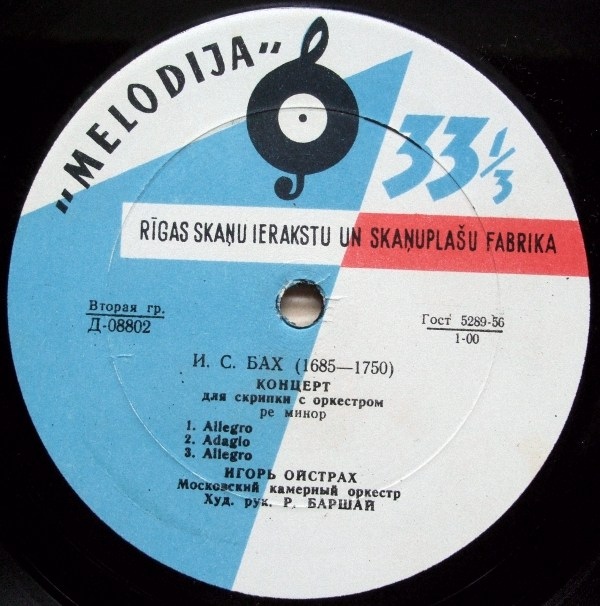 „MELODIJA”
33 1/3
RĪGAS SKAŅU IERAKSTU UN SKAŅUPLAŠU FABRIKA
Вторая гр.
Д-08802
Гост 5289-56
1-00
И. С. БАХ (1685—1750)
КОНЦЕРТ
для скрипки с оркестром
ре минор
1. Allegro
2. Adagio
3. Allegro
ИГОРЬ ОЙСТРАХ
Московский камерный оркестр
Худ. рук. Р. БАРШАЙ